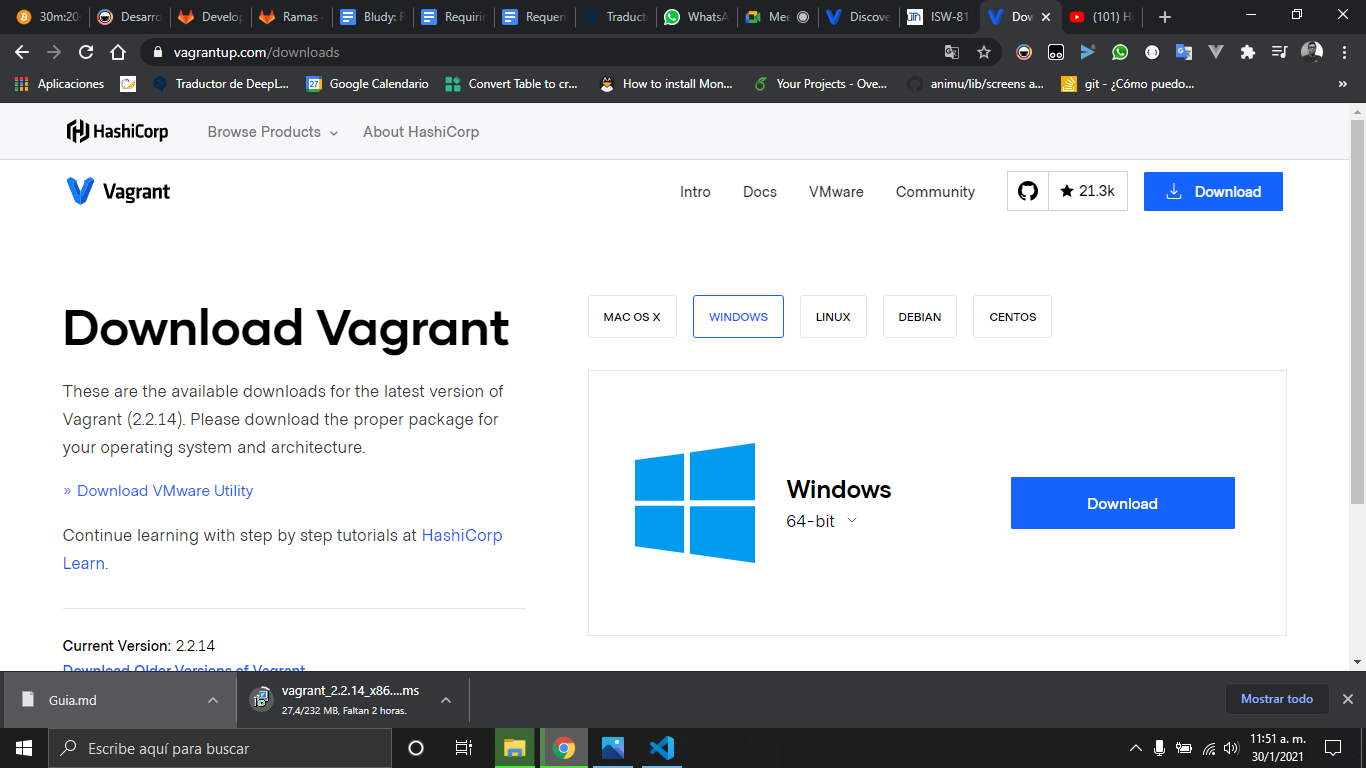 30m:20
Desarro
Develop
Ramas
Bludy: R
Requirin
Requeri
Traducto
WhatsA
Mee
Discove
ISW-81
Dow
(101) H
vagrantup.com/downloads
Aplicaciones
Traductor de DeepL...
27 Google Calendario
Convert Table to cr...
How to install Mon...
Your Projects - Ove...
animu/lib/screens a...
git - ¿Cómo puedo...
»
HashiCorp
Browse Products
About HashiCorp
Vagrant
Intro
Docs
VMware
Community
21.3k
Download
Download Vagrant
These are the available downloads for the latest version of
Vagrant (2.2.14). Please download the proper package for
your operating system and architecture.
» Download VMware Utility
Continue learning with step by step tutorials at HashiCorp
Learn.
Current Version: 2.2.14
Download Older Versions of Vagrant
MAC OS X
WINDOWS
LINUX
DEBIAN
CENTOS
Windows
64-bit
Download
Guia.md
vagrant_2.2.14_x86....ms
27,4/232 MB, Faltan 2 horas.
Mostrar todo
Escribe aquí para buscar
11:51 a. m.
30/1/2021